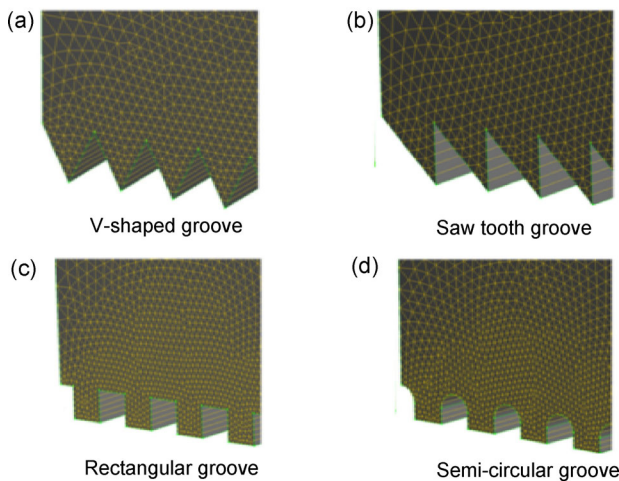 (a)
(b)
V-shaped groove
Saw tooth groove
(c)
(d)
Rectangular groove
Semi-circular groove